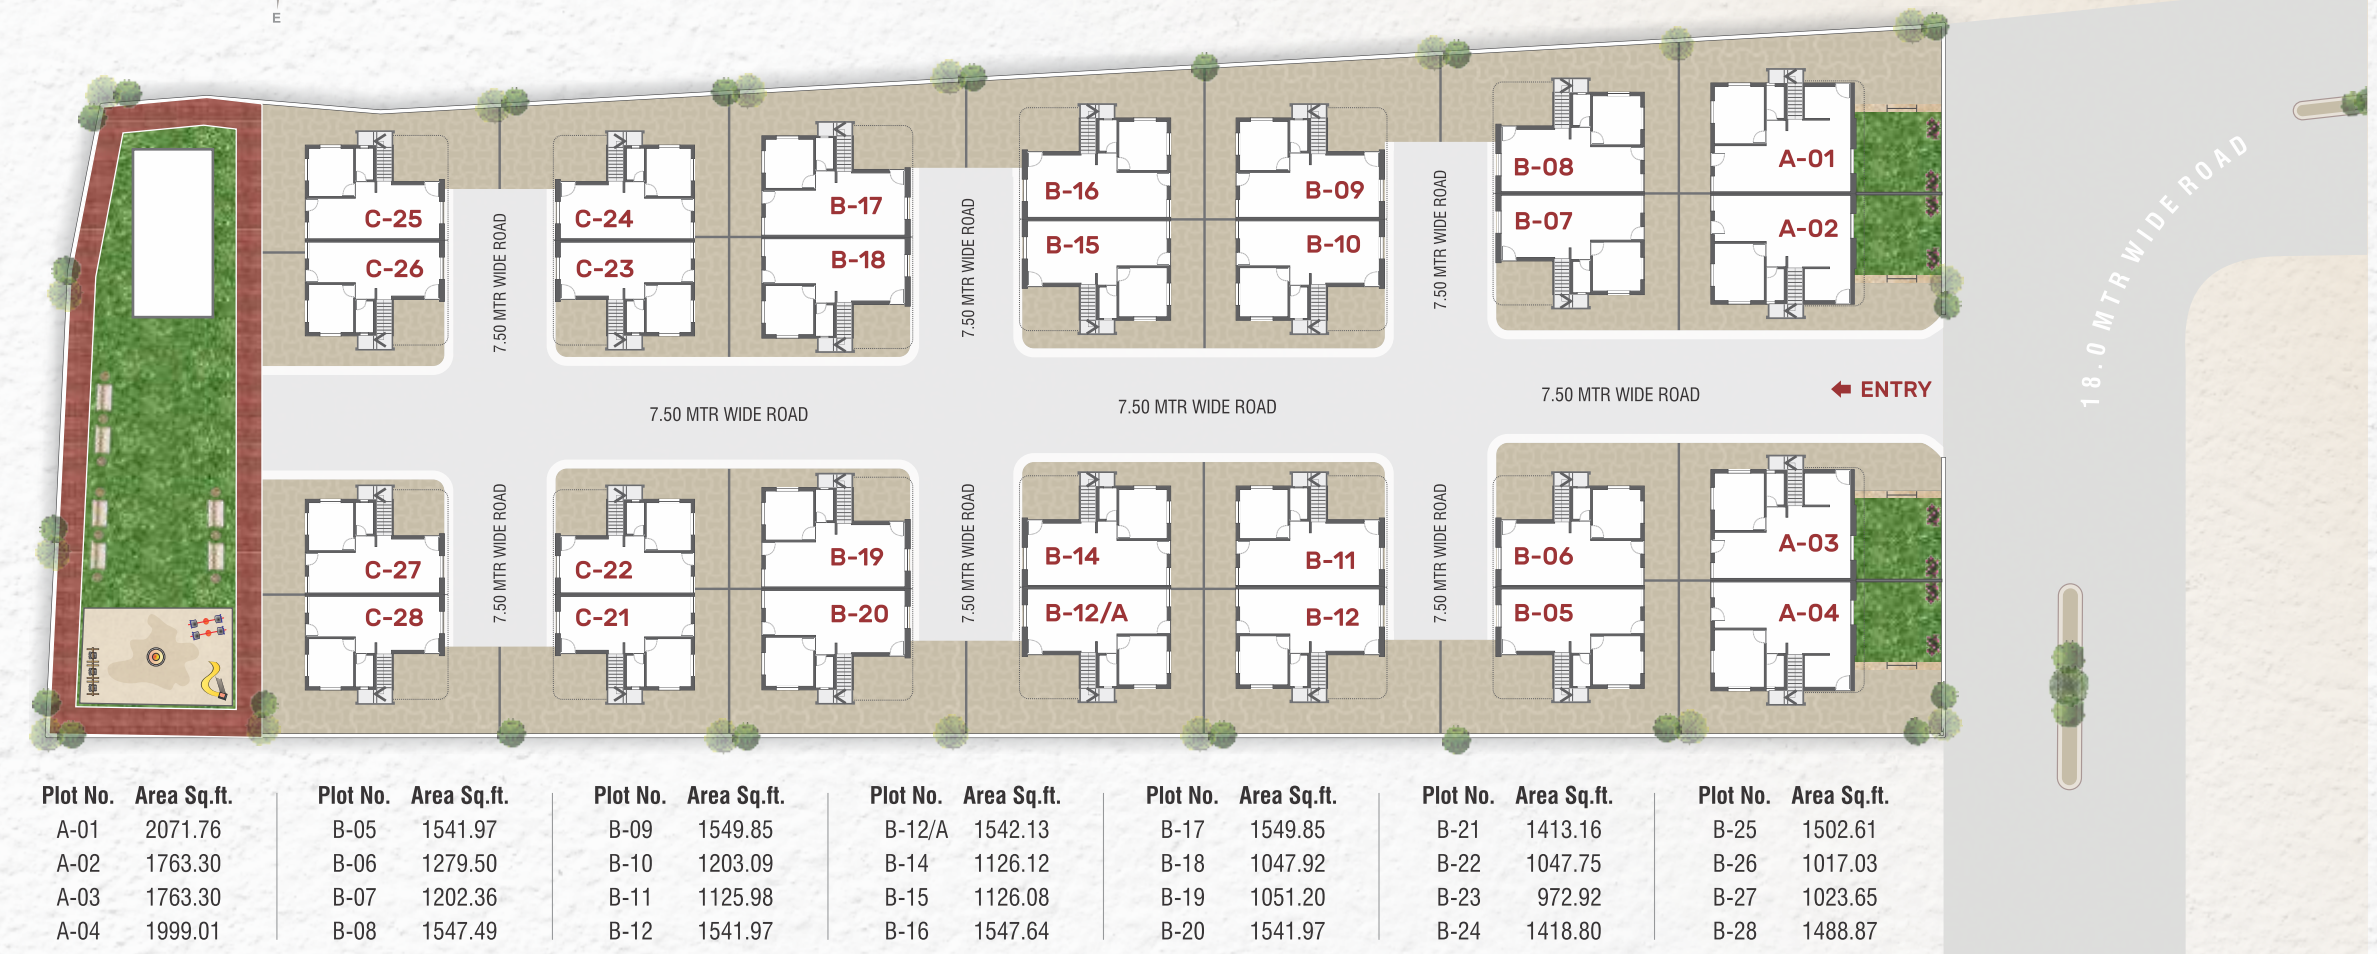 E
C-25
C-26
C-24
C-23
B-17
B-18
B-16
B-15
B-09
B-10
B-08
B-07
A-01
A-02
7.50 MTR WIDE ROAD
7.50 MTR WIDE ROAD
7.50 MTR WIDE ROAD
18.0 MTR WIDE ROAD
7.50 MTR WIDE ROAD
7.50 MTR WIDE ROAD
7.50 MTR WIDE ROAD
ENTRY
C-27
C-28
C-22
C-21
B-19
B-20
B-14
B-12/A
B-11
B-12
B-06
B-05
A-03
A-04
7.50 MTR WIDE ROAD
7.50 MTR WIDE ROAD
7.50 MTR WIDE ROAD
Plot No. Area Sq.ft.
A-01 2071.76
A-02 1763.30
A-03 1763.30
A-04 1999.01
Plot No. Area Sq.ft.
B-05 1541.97
B-06 1279.50
B-07 1202.36
B-08 1547.49
Plot No. Area Sq.ft.
B-09 1549.85
B-10 1203.09
B-11 1125.98
B-12 1541.97
Plot No. Area Sq.ft.
B-12/A 1542.13
B-14 1126.12
B-15 1126.08
B-16 1547.64
Plot No. Area Sq.ft.
B-17 1549.85
B-18 1047.92
B-19 1051.20
B-20 1541.97
Plot No. Area Sq.ft.
B-21 1413.16
B-22 1047.75
B-23 972.92
B-24 1418.80
Plot No. Area Sq.ft.
B-25 1502.61
B-26 1017.03
B-27 1023.65
B-28 1488.87